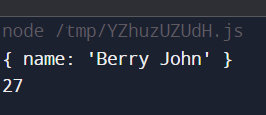 node /tmp/YZhuzUZUdH.js
{ name: 'Berry John' }
27